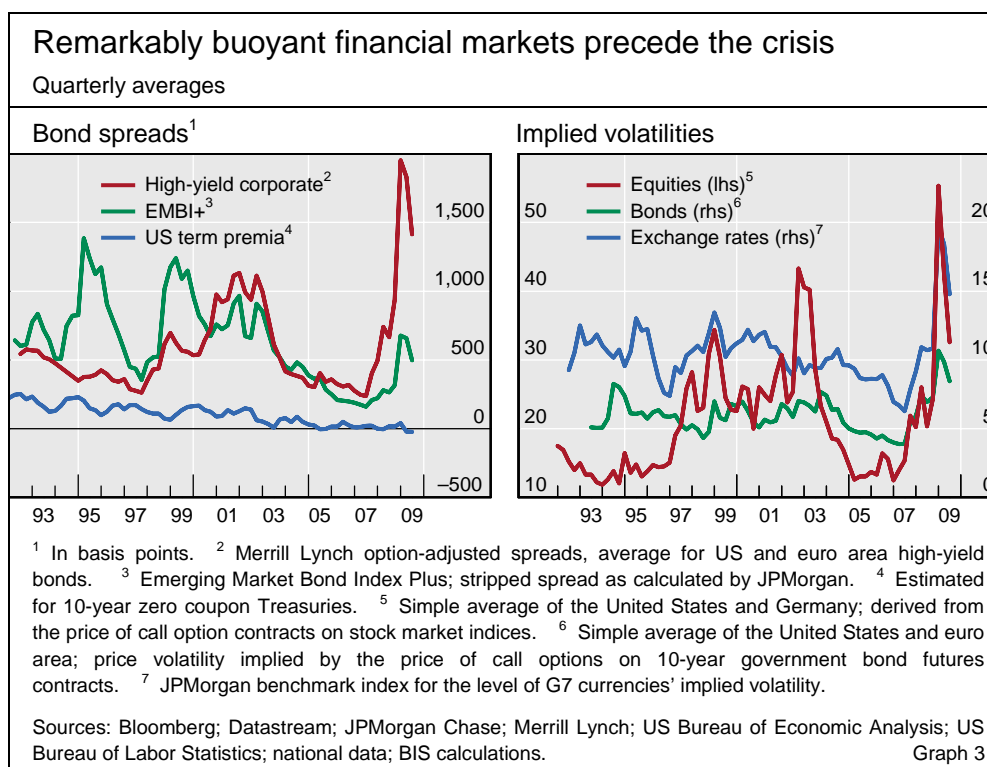 Remarkably buoyant financial markets precede the crisis
Quarterly averages
Bond spreads1
High-yield corporate2
EMBI+3
US term premia4
1,500
1,000
500
0
–500
93 95 97 99 01 03 05 07 09
Implied volatilities
Equities (lhs)5
Bonds (rhs)6
Exchange rates (rhs)7
50
40
30
20
10
20
15
10
5
0
93 95 97 99 01 03 05 07 09
1 In basis points. 2 Merrill Lynch option-adjusted spreads, average for US and euro area high-yield
bonds. 3 Emerging Market Bond Index Plus; stripped spread as calculated by JPMorgan. 4 Estimated
for 10-year zero coupon Treasuries. 5 Simple average of the United States and Germany; derived from
the price of call option contracts on stock market indices. 6 Simple average of the United States and euro
area; price volatility implied by the price of call options on 10-year government bond futures
contracts. 7 JPMorgan benchmark index for the level of G7 currencies’ implied volatility.
Sources: Bloomberg; Datastream; JPMorgan Chase; Merrill Lynch; US Bureau of Economic Analysis; US
Bureau of Labor Statistics; national data; BIS calculations. Graph 3